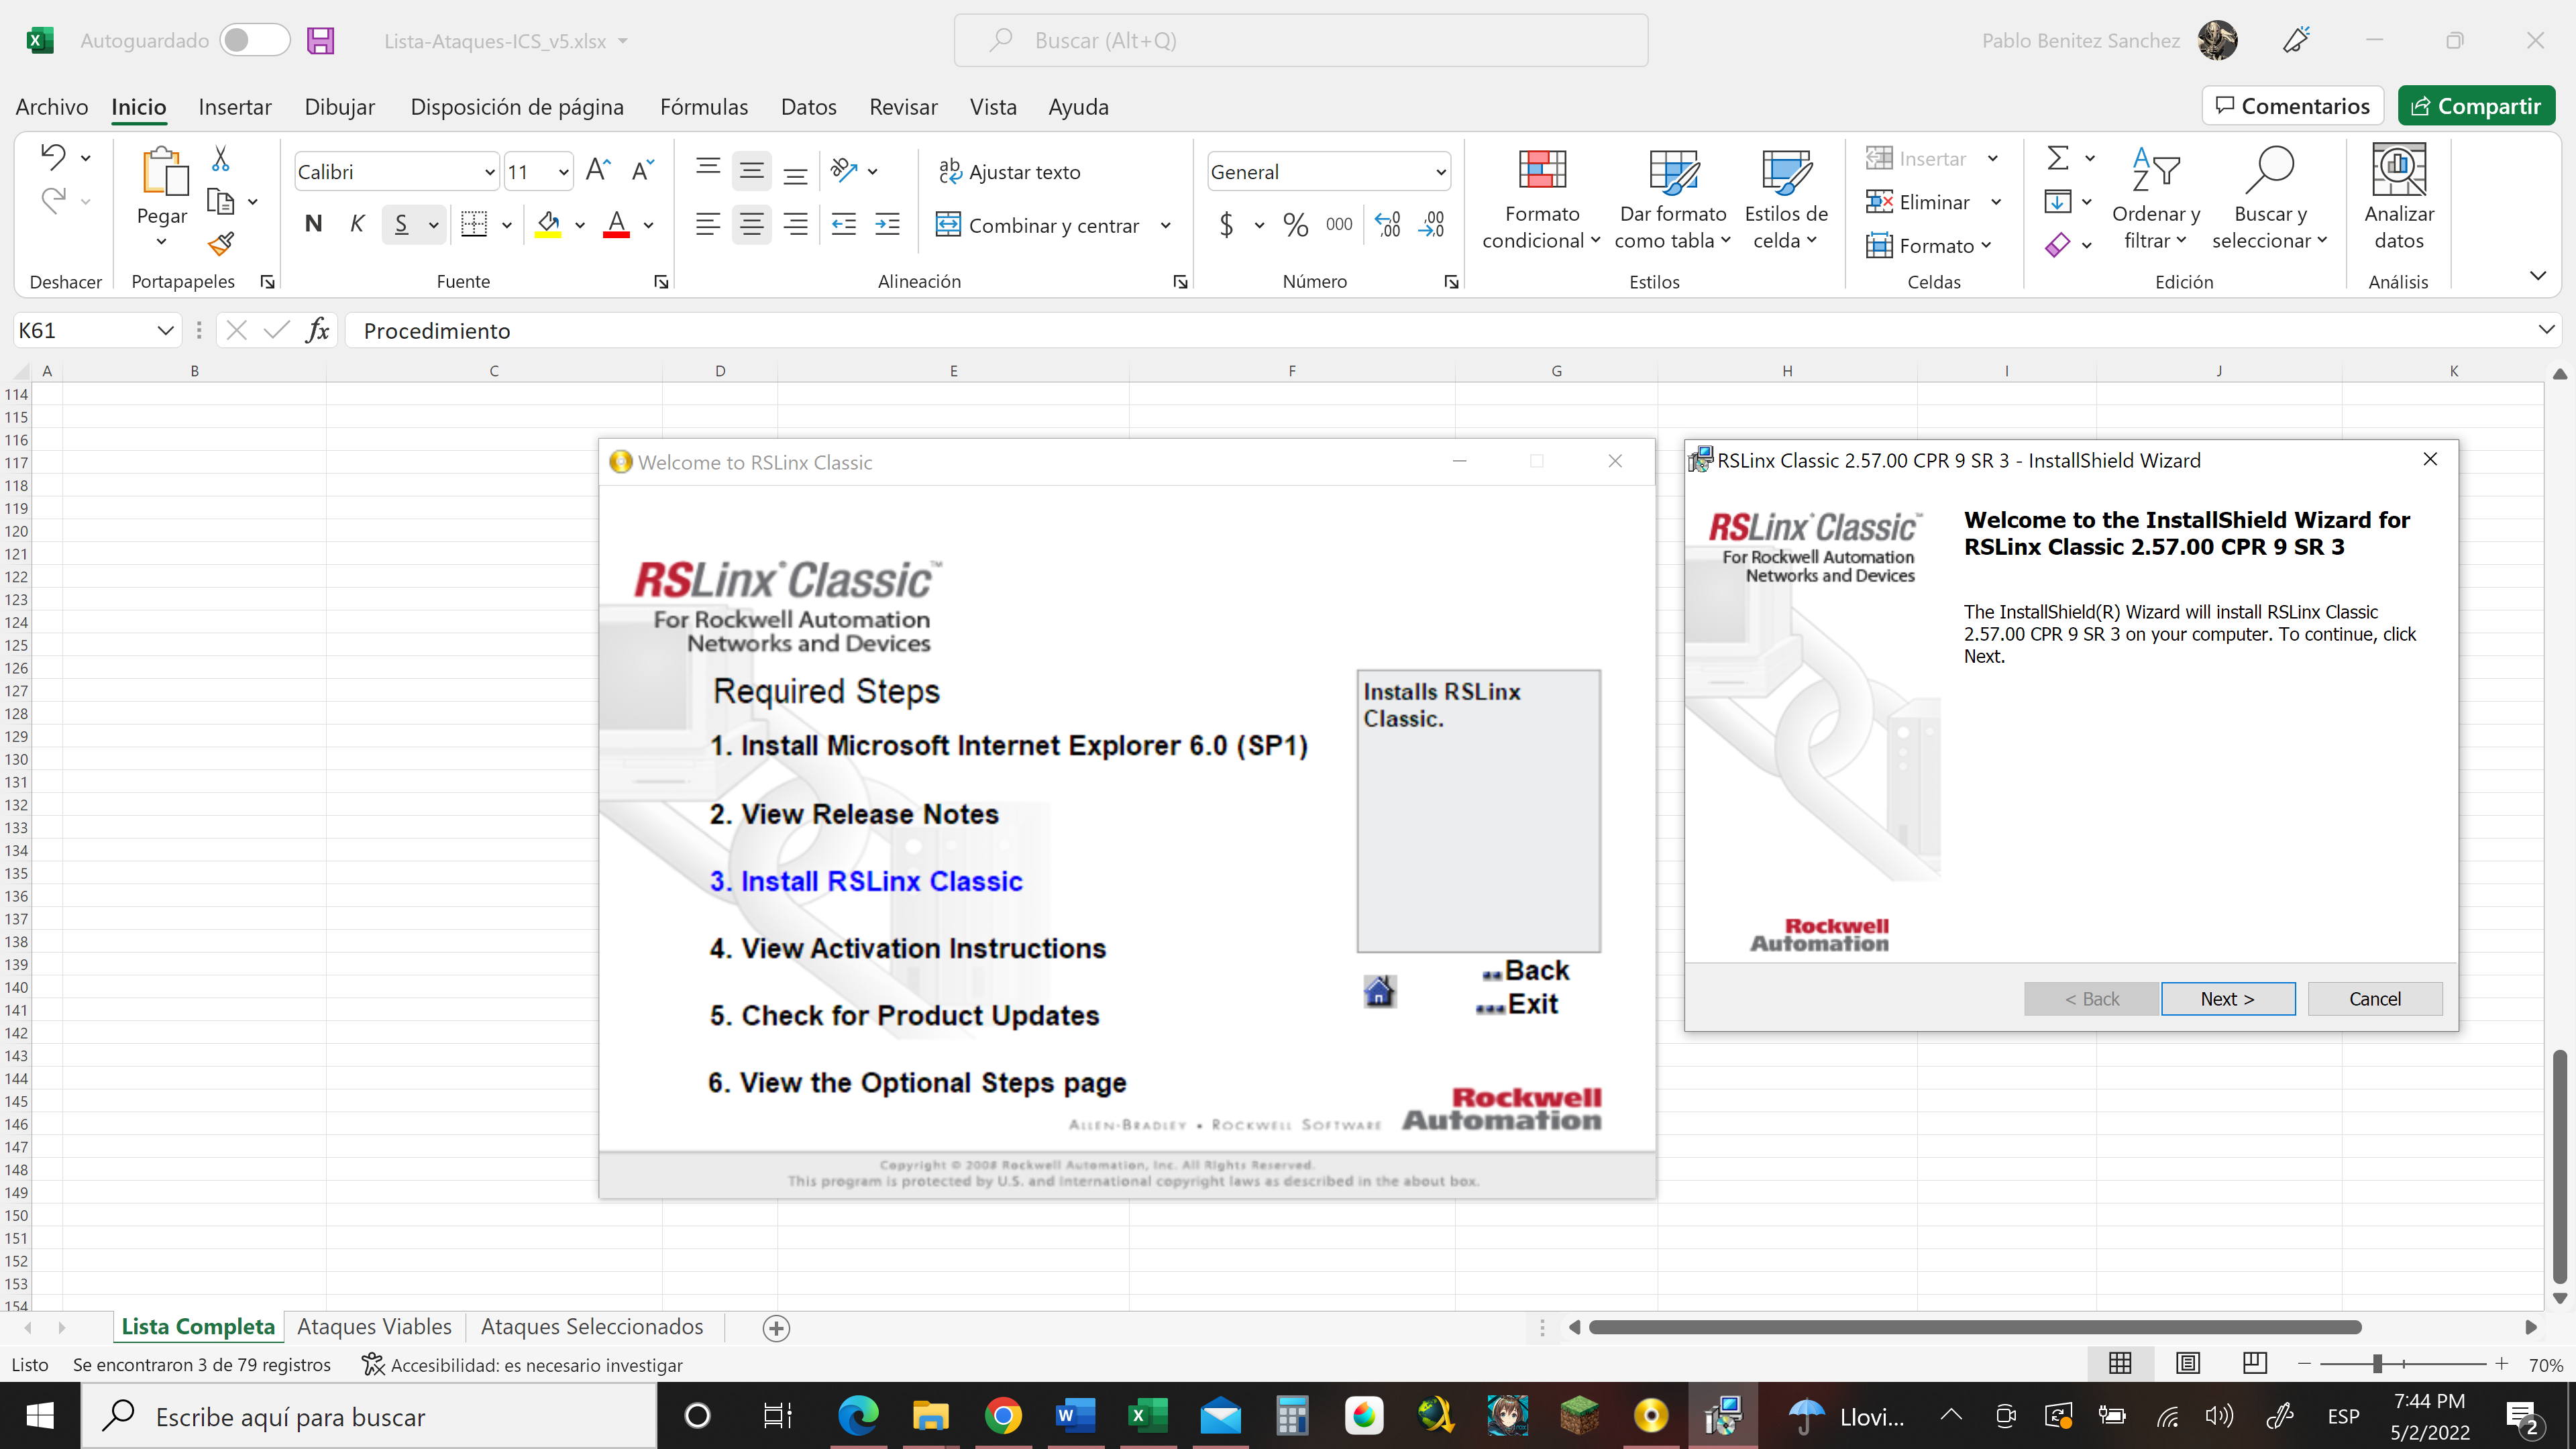 Autoguardado
Lista-Ataques-ICS_v5.xlsx
Buscar (Alt+Q)
Pablo Benitez Sanchez
Archivo Inicio Insertar Dibujar Disposición de página Fórmulas Datos Revisar Vista Ayuda
Comentarios
Compartir
Pegar
Calibri
11
N K S
Ajustar texto
Combinar y centrar
General
$ % 000
Formato condicional
Dar formato como tabla
Estilos de celda
Insertar
Eliminar
Formato
Ordenar y filtrar
Buscar y seleccionar
Analizar datos
Deshacer Portapapeles Fuente Alineación Número Estilos Celdas Edición Análisis
K61
fx
Procedimiento
A B C D E F G H I J K
114
115
116
117
118
119
120
121
122
123
124
125
126
127
128
129
130
131
132
133
134
135
136
137
138
139
140
141
142
143
144
145
146
147
148
149
150
151
152
153
154
Welcome to RSLinx Classic
RSLinx Classic™
For Rockwell Automation
Networks and Devices
Required Steps
1. Install Microsoft Internet Explorer 6.0 (SP1)
2. View Release Notes
3. Install RSLinx Classic
4. View Activation Instructions
5. Check for Product Updates
6. View the Optional Steps page
Installs RSLinx
Classic.
Back
Exit
ALLEN-BRADLEY • ROCKWELL SOFTWARE
Rockwell
Automation
Copyright © 2008 Rockwell Automation, Inc. All Rights Reserved.
This program is protected by U.S. and international copyright laws as described in the about box.
RSLinx Classic 2.57.00 CPR 9 SR 3 - InstallShield Wizard
RSLinx Classic™
For Rockwell Automation
Networks and Devices
Welcome to the InstallShield Wizard for
RSLinx Classic 2.57.00 CPR 9 SR 3
The InstallShield(R) Wizard will install RSLinx Classic
2.57.00 CPR 9 SR 3 on your computer. To continue, click
Next.
Rockwell
Automation
< Back
Next >
Cancel
Lista Completa Ataques Viables Ataques Seleccionados
Listo
Se encontraron 3 de 79 registros
Accesibilidad: es necesario investigar
70%
Escribe aquí para buscar
Llovi...
ESP
7:44 PM
5/2/2022
2